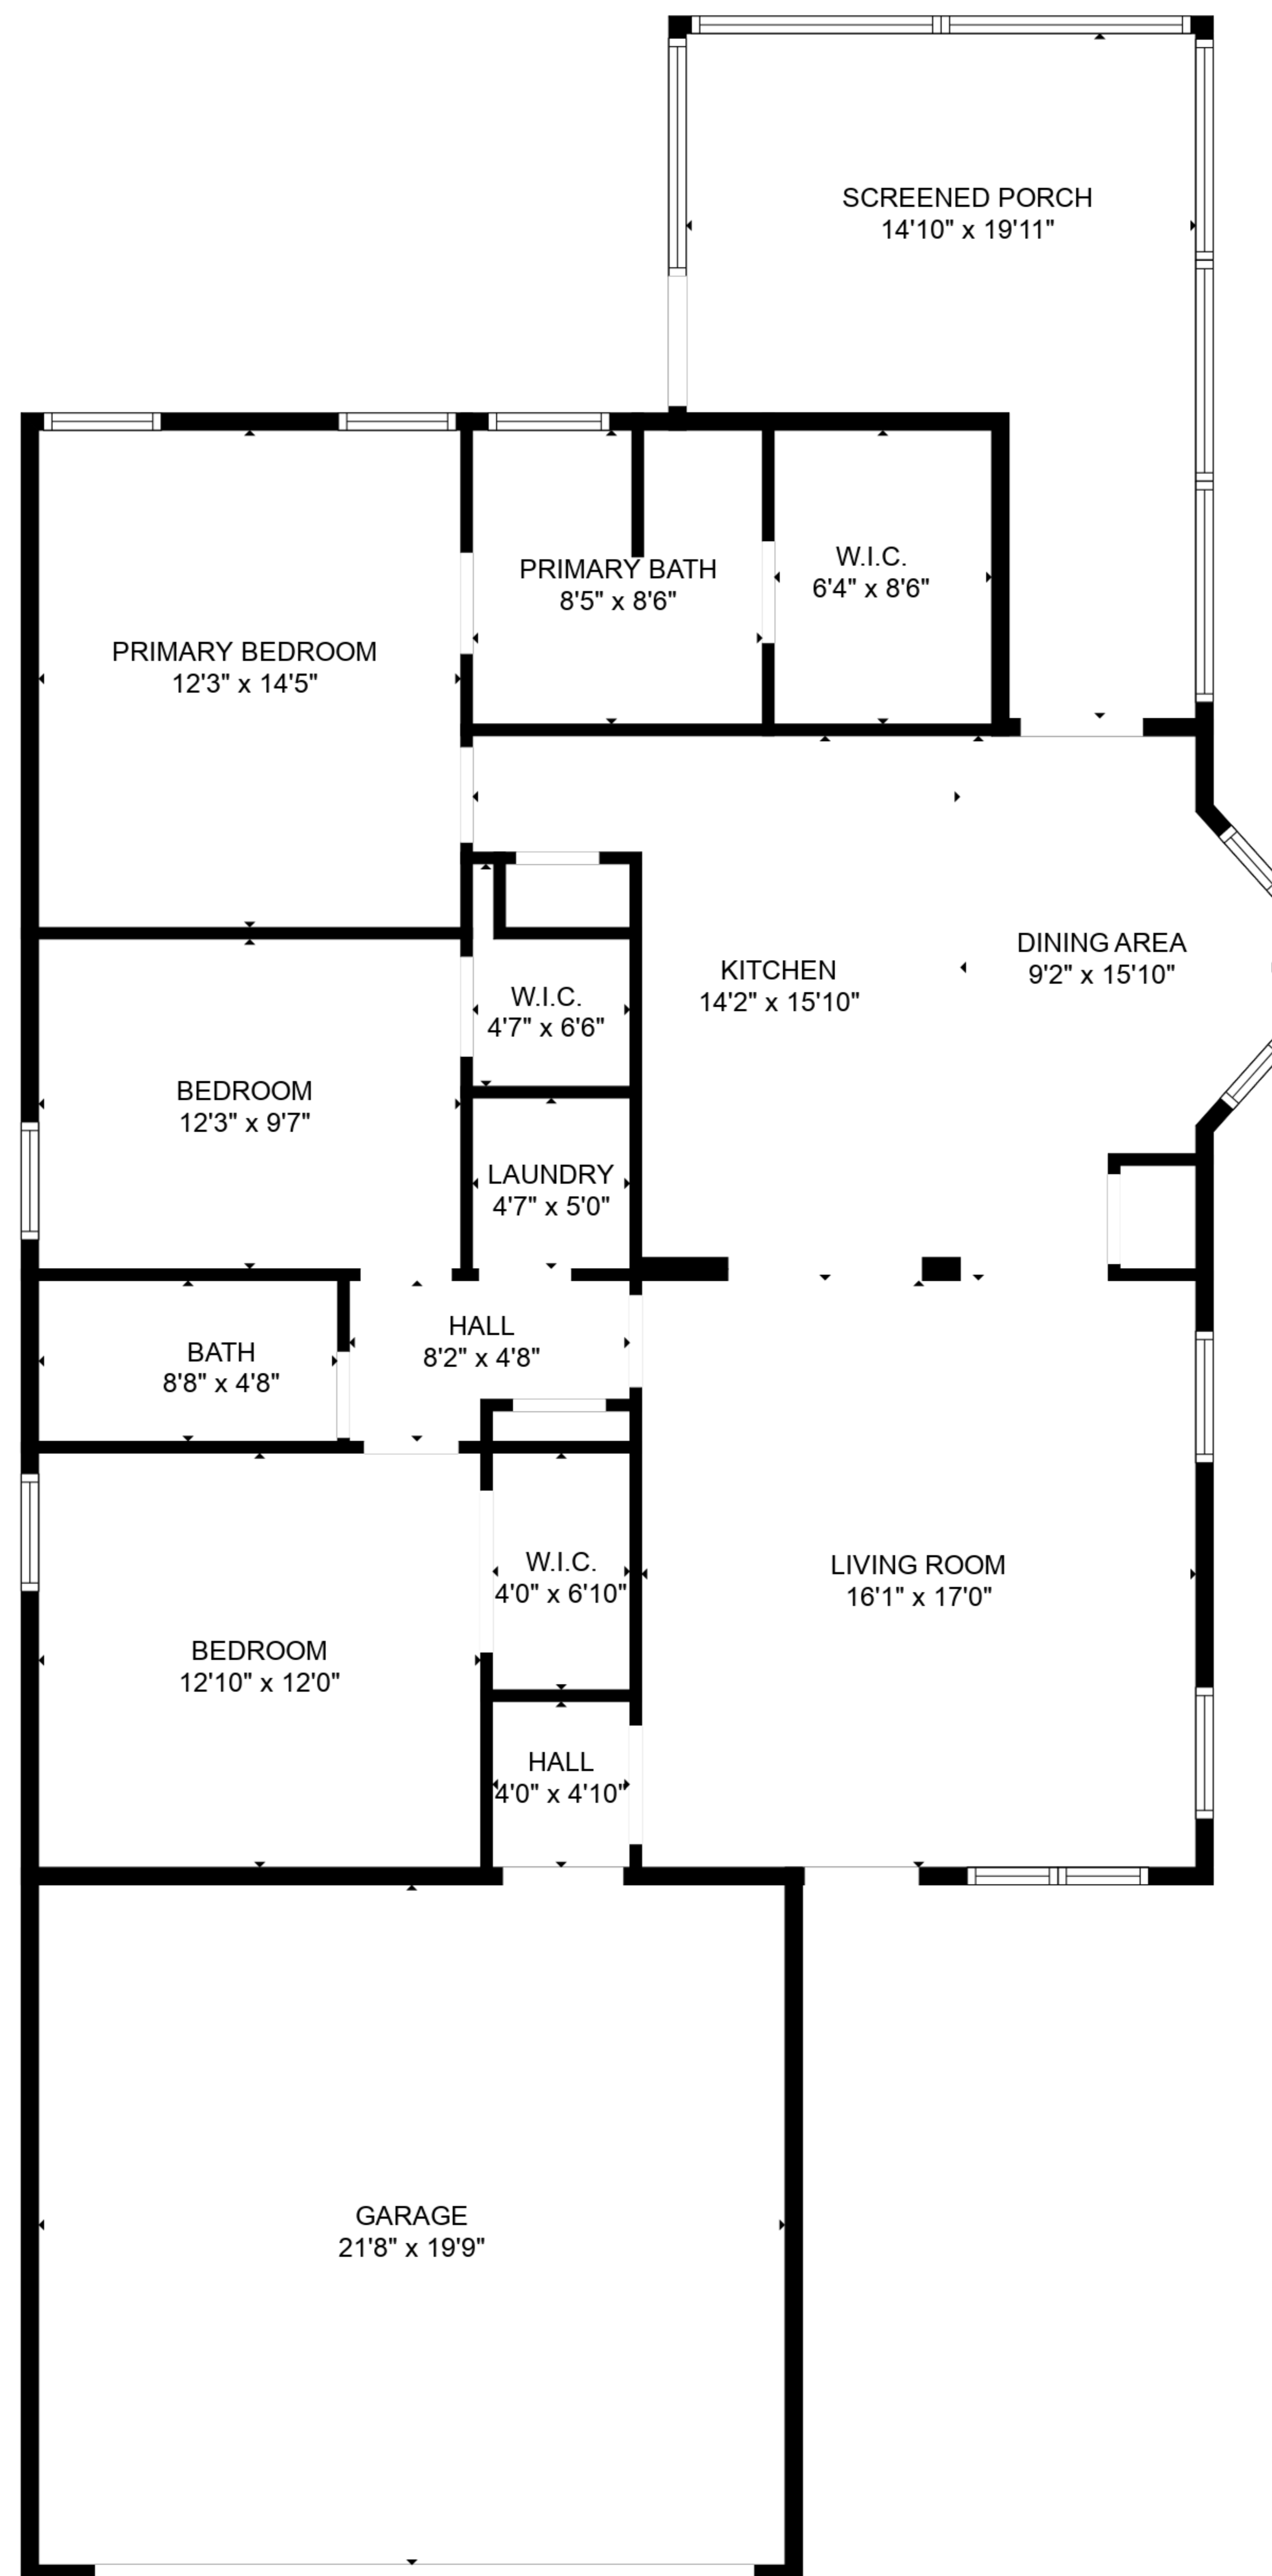 SCREENED PORCH
14'10" x 19'11"
PRIMARY BATH
8'5" x 8'6"
W.I.C.
6'4" x 8'6"
PRIMARY BEDROOM
12'3" x 14'5"
KITCHEN
14'2" x 15'10"
DINING AREA
9'2" x 15'10"
W.I.C.
4'7" x 6'6"
BEDROOM
12'3" x 9'7"
LAUNDRY
4'7" x 5'0"
HALL
8'2" x 4'8"
BATH
8'8" x 4'8"
W.I.C.
4'0" x 6'10"
LIVING ROOM
16'1" x 17'0"
BEDROOM
12'10" x 12'0"
HALL
4'0" x 4'10"
GARAGE
21'8" x 19'9"